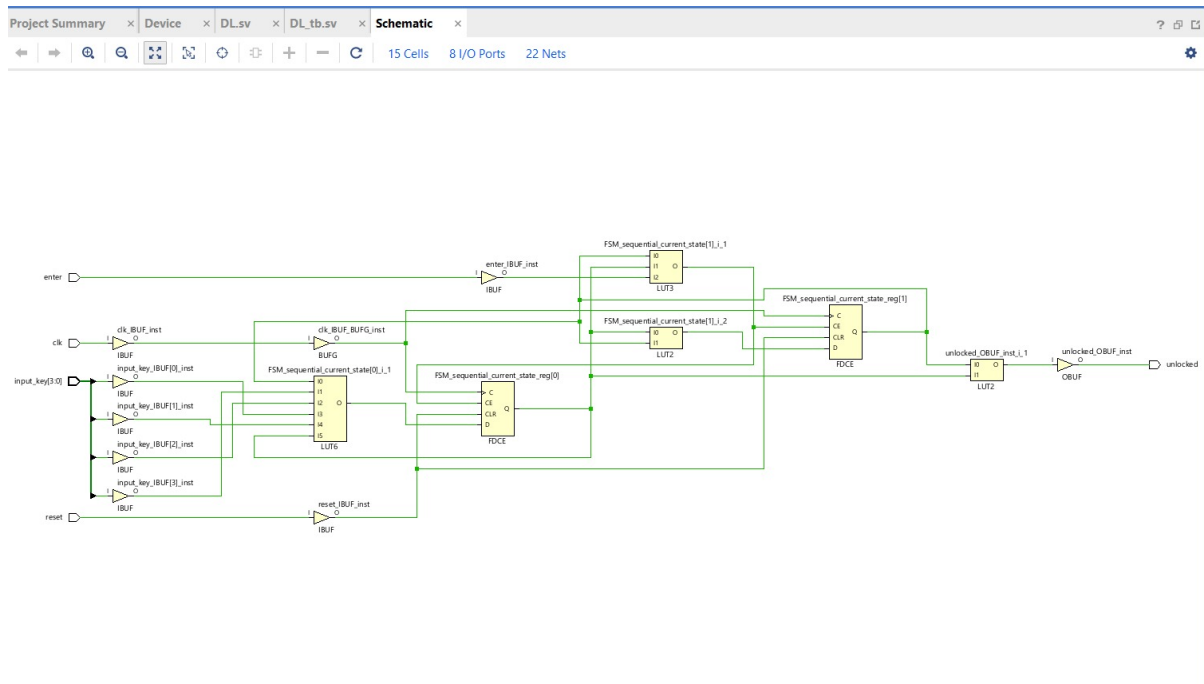 Project Summary × Device × DL.sv × DL_tb.sv × Schematic × ?
15 Cells 8 I/O Ports 22 Nets
FSM_sequential_current_state[1]_i_1
I0
I1 O
I2
LUT3
enter
enter_IBUF_inst
I O
IBUF
FSM_sequential_current_state_reg[1]
C
CE
CLR
D
Q
FDCE
FSM_sequential_current_state[1]_i_2
I0 O
I1
LUT2
clk
clk_IBUF_inst
I O
IBUF
clk_IBUF_BUFG_inst
I O
BUFG
unlocked_OBUF_inst_i_1
I0 O
I1
LUT2
unlocked_OBUF_inst
I O
OBUF
unlocked
input_key[3:0]
input_key_IBUF[0]_inst
I O
IBUF
FSM_sequential_current_state[0]_i_1
I0
I1
I2 O
I3
I4
I5
LUT6
FSM_sequential_current_state_reg[0]
C
CE
CLR
D
Q
FDCE
input_key_IBUF[1]_inst
I O
IBUF
input_key_IBUF[2]_inst
I O
IBUF
input_key_IBUF[3]_inst
I O
IBUF
reset
reset_IBUF_inst
I O
IBUF